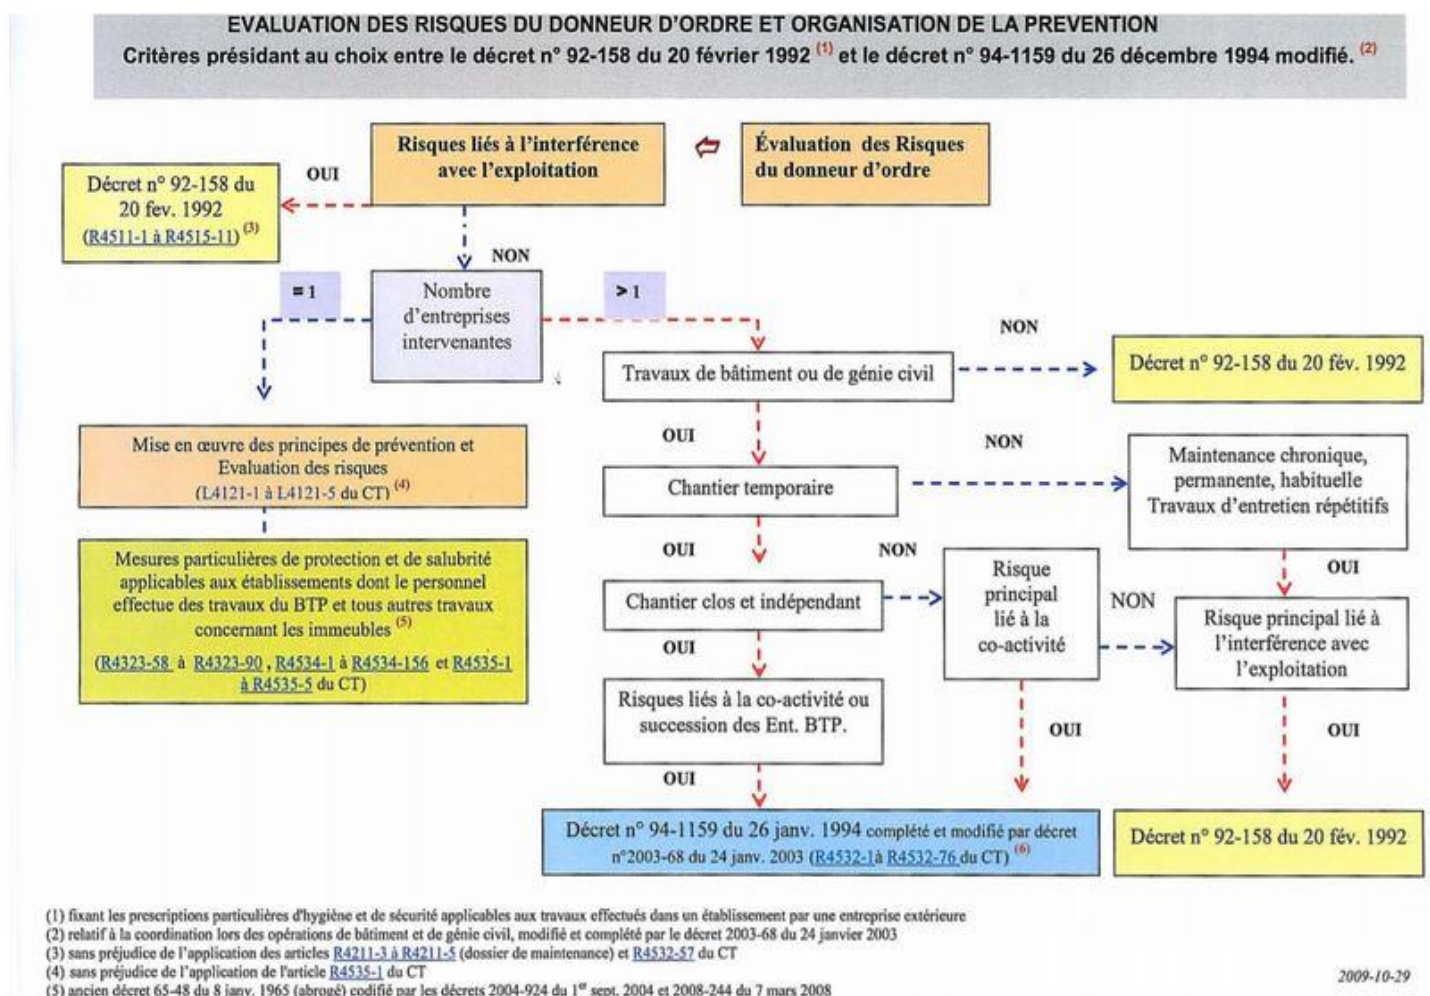 EVALUATION DES RISQUES DU DONNEUR D'ORDRE ET ORGANISATION DE LA PREVENTION
Critères présidant au choix entre le décret n° 92-158 du 20 février 1992 (1) et le décret n° 94-1159 du 26 décembre 1994 modifié. (2)
Risques liés à l'interférence
avec l'exploitation
Évaluation des Risques
du donneur d'ordre
OUI
Décret n° 92-158 du
20 fev. 1992
(R4511-1 à R4515-11) (3)
NON
= 1
Nombre
d'entreprises
intervenantes
> 1
NON
Travaux de bâtiment ou de génie civil
Décret n° 92-158 du 20 fév. 1992
OUI
NON
Mise en œuvre des principes de prévention et
Evaluation des risques
(L4121-1 à L4121-5 du CT) (4)
Chantier temporaire
Maintenance chronique,
permanente, habituelle
Travaux d'entretien répétitifs
OUI
NON
OUI
Mesures particulières de protection et de salubrité
applicables aux établissements dont le personnel
effectue des travaux du BTP et tous autres travaux
concernant les immeubles (5)
(R4323-58 à R4323-90 , R4534-1 à R4534-156 et R4535-1
à R4535-5 du CT)
Chantier clos et indépendant
Risque
principal
lié à la
co-activité
NON
Risque principal lié à
l'interférence avec
l'exploitation
OUI
Risques liés à la co-activité ou
succession des Ent. BTP.
OUI
OUI
OUI
Décret n° 94-1159 du 26 janv. 1994 complété et modifié par décret
n°2003-68 du 24 janv. 2003 (R4532-1à R4532-76 du CT) (6)
Décret n° 92-158 du 20 fév. 1992
(1) fixant les prescriptions particulières d'hygiène et de sécurité applicables aux travaux effectués dans un établissement par une entreprise extérieure
(2) relatif à la coordination lors des opérations de bâtiment et de génie civil, modifié et complété par le décret 2003-68 du 24 janvier 2003
(3) sans préjudice de l'application des articles R4211-3 à R4211-5 (dossier de maintenance) et R4532-57 du CT
(4) sans préjudice de l'application de l'article R4535-1 du CT
(5) ancien décret 65-48 du 8 janv. 1965 (abrogé) codifié par les décrets 2004-924 du 1er sept. 2004 et 2008-244 du 7 mars 2008
2009-10-29